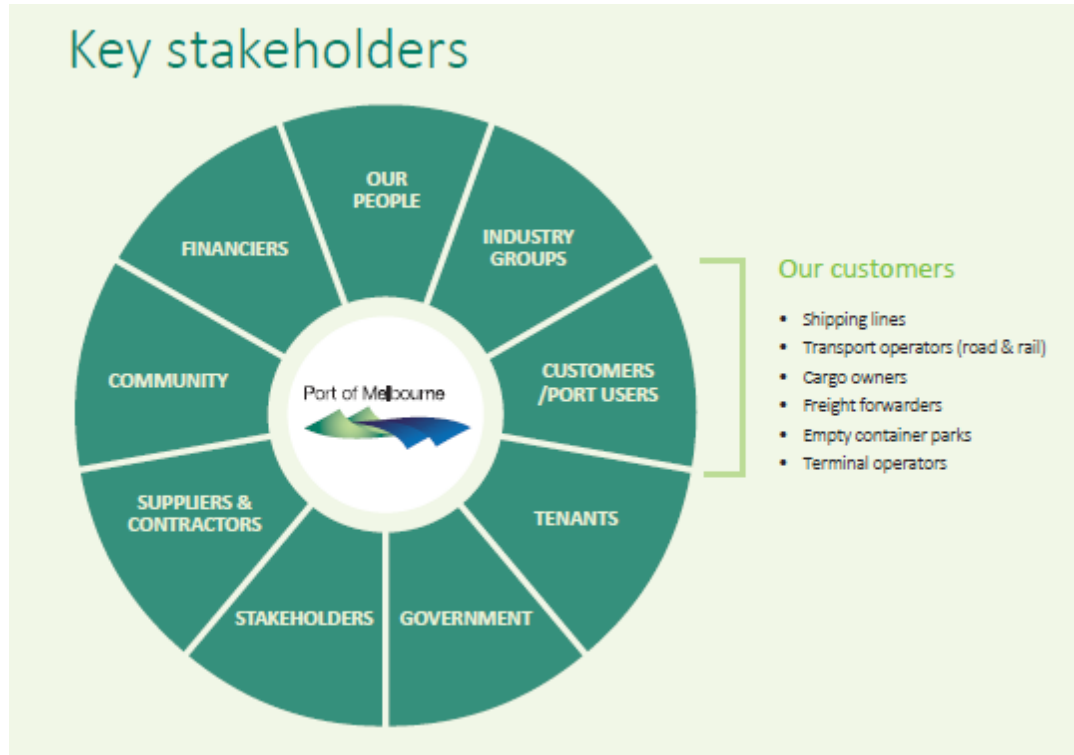 Key stakeholders
OUR
PEOPLE
INDUSTRY
GROUPS
CUSTOMERS
/PORT USERS
TENANTS
GOVERNMENT
STAKEHOLDERS
SUPPLIERS &
CONTRACTORS
COMMUNITY
FINANCIERS
Port of Melbourne
Our customers
• Shipping lines
• Transport operators (road & rail)
• Cargo owners
• Freight forwarders
• Empty container parks
• Terminal operators